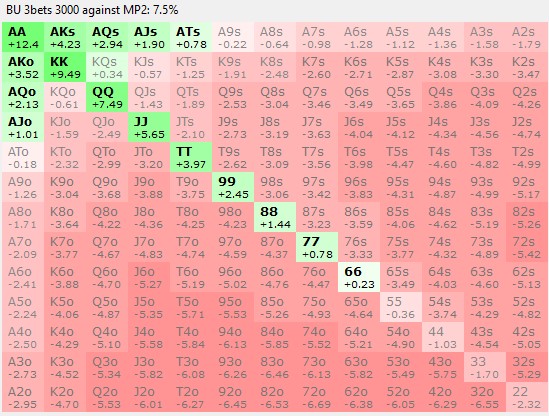 BU 3bets 3000 against MP2: 7.5%
AA AKs AQs AJs ATs A9s A8s A7s A6s A5s A4s A3s A2s
+12.4 +4.23 +2.94 +1.90 +0.78 -0.22 -0.64 -0.98 -1.28 -1.12 -1.36 -1.58 -1.79
AKo KK KQs KJs KTs K9s K8s K7s K6s K5s K4s K3s K2s
+3.52 +9.49 +0.34 -0.57 -1.25 -1.91 -2.48 -2.60 -2.71 -2.87 -3.08 -3.30 -3.47
AQo KQo QQ QJs QTs Q9s Q8s Q7s Q6s Q5s Q4s Q3s Q2s
+2.13 -0.61 +7.49 -1.43 -1.89 -2.53 -3.04 -3.46 -3.49 -3.65 -3.86 -4.09 -4.26
AJo KJo QJo JJ JTs J9s J8s J7s J6s J5s J4s J3s J2s
+1.01 -1.59 -2.49 +5.65 -2.10 -2.73 -3.19 -3.63 -4.04 -4.12 -4.34 -4.56 -4.74
ATo KTo QTo JTo TT T9s T8s T7s T6s T5s T4s T3s T2s
-0.18 -2.32 -2.99 -3.20 +3.97 -2.62 -3.09 -3.56 -3.98 -4.47 -4.60 -4.82 -4.99
A9o K9o Q9o J9o T9o 99 98s 97s 96s 95s 94s 93s 92s
-1.26 -3.04 -3.68 -3.88 -3.75 +2.45 -3.06 -3.42 -3.83 -4.31 -4.87 -4.99 -5.17
A8o K8o Q8o J8o T8o 98o 88 87s 86s 85s 84s 83s 82s
-1.71 -3.64 -4.22 -4.36 -4.25 -4.23 +1.44 -3.23 -3.59 -4.06 -4.62 -5.19 -5.26
A7o K7o Q7o J7o T7o 97o 87o 77 76s 75s 74s 73s 72s
-2.09 -3.77 -4.67 -4.83 -4.74 -4.59 -4.37 +0.78 -3.33 -3.77 -4.32 -4.89 -5.42
A6o K6o Q6o J6o T6o 96o 86o 76o 66 65s 64s 63s 62s
-2.41 -3.88 -4.70 -5.27 -5.19 -5.02 -4.76 -4.47 +0.23 -3.49 -4.03 -4.60 -5.13
A5o K5o Q5o J5o T5o 95o 85o 75o 65o 55 54s 53s 52s
-2.24 -4.06 -4.87 -5.35 -5.71 -5.53 -5.26 -4.93 -4.64 -0.36 -3.74 -4.29 -4.82
A4o K4o Q4o J4o T4o 94o 84o 74o 64o 54o 44 43s 42s
-2.50 -4.29 -5.10 -5.58 -5.84 -6.13 -5.85 -5.52 -5.21 -4.90 -1.03 -4.54 -5.05
A3o K3o Q3o J3o T3o 93o 83o 73o 63o 53o 43o 33 32s
-2.73 -4.52 -5.34 -5.82 -6.08 -6.26 -6.46 -6.13 -5.82 -5.49 -5.75 -1.70 -5.29
A2o K2o Q2o J2o T2o 92o 82o 72o 62o 52o 42o 32o 22
-2.95 -4.70 -5.53 -6.01 -6.27 -6.45 -6.53 -6.69 -6.38 -6.05 -6.29 -6.55 -2.32